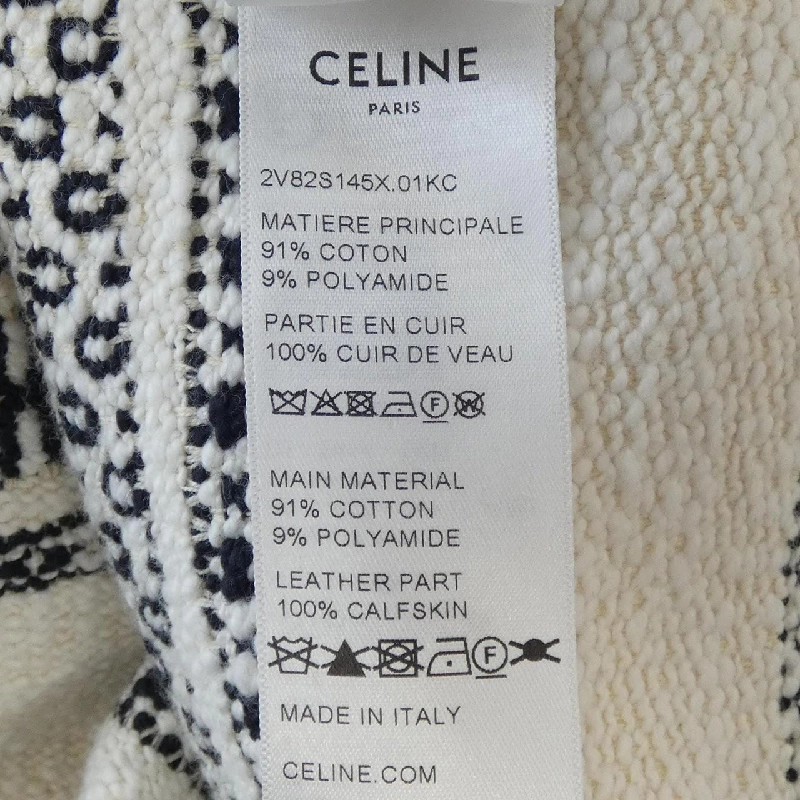 CELINE
PARIS
2V82S145X.01KC
MATIERE PRINCIPALE
91% COTON
9% POLYAMIDE
PARTIE EN CUIR
100% CUIR DE VEAU
F W
MAIN MATERIAL
91% COTTON
9% POLYAMIDE
LEATHER PART
100% CALFSKIN
F
MADE IN ITALY
CELINE.COM